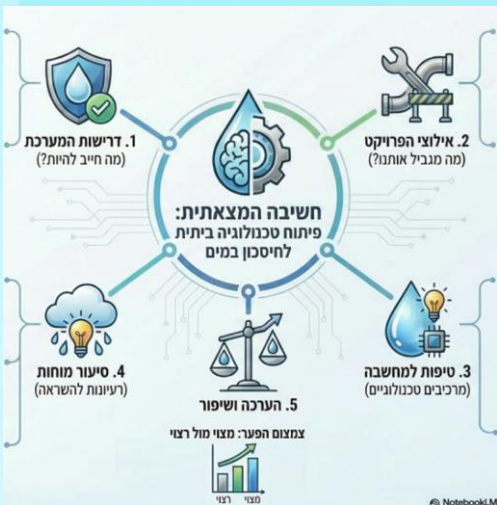 חשיבה המצאתית:
פיתוח טכנולוגיה ביתית
לחיסכון במים
1. דרישות המערכת
(מה חייב להיות?)
2. אילוצי הפרויקט
(מה מגביל אותנו?)
3. טיפות למחשבה
(מרכיבים טכנולוגיים)
4. סיעור מוחות
(רעיונות להשראה)
5. הערכה ושיפור
צמצום הפער: מצוי מול רצוי
רצוי
מצוי
NotebookLM